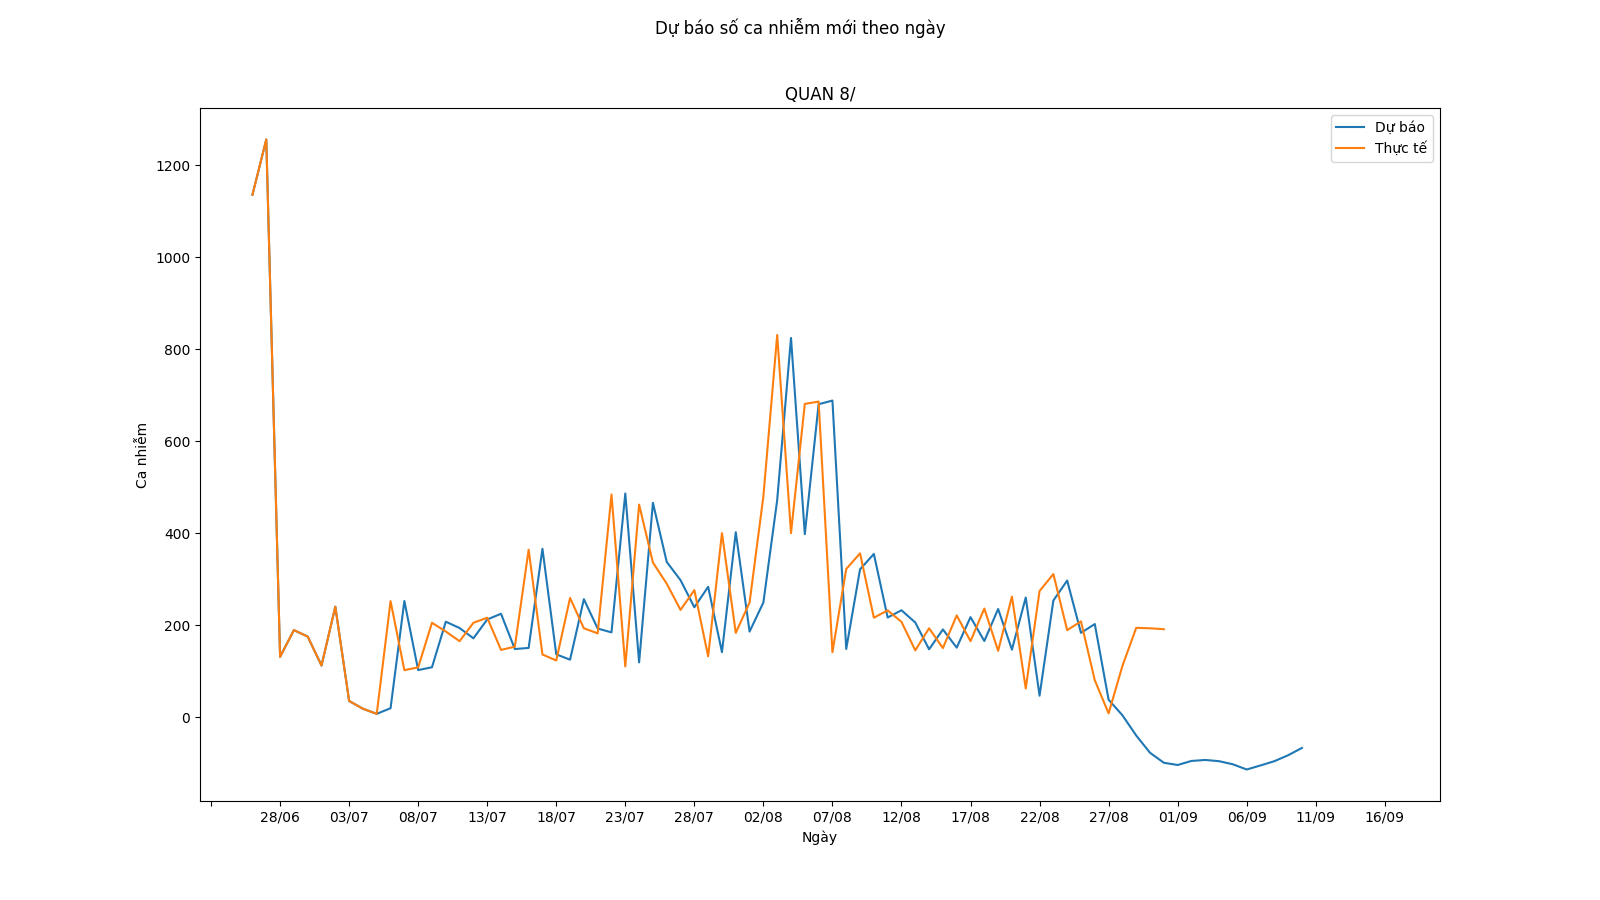 Dự báo số ca nhiễm mới theo ngày
QUAN 8/
Dự báo
Thực tế
1200
1000
800
600
400
200
0
Ca nhiễm
28/06 03/07 08/07 13/07 18/07 23/07 28/07 02/08 07/08 12/08 17/08 22/08 27/08 01/09 06/09 11/09 16/09
Ngày